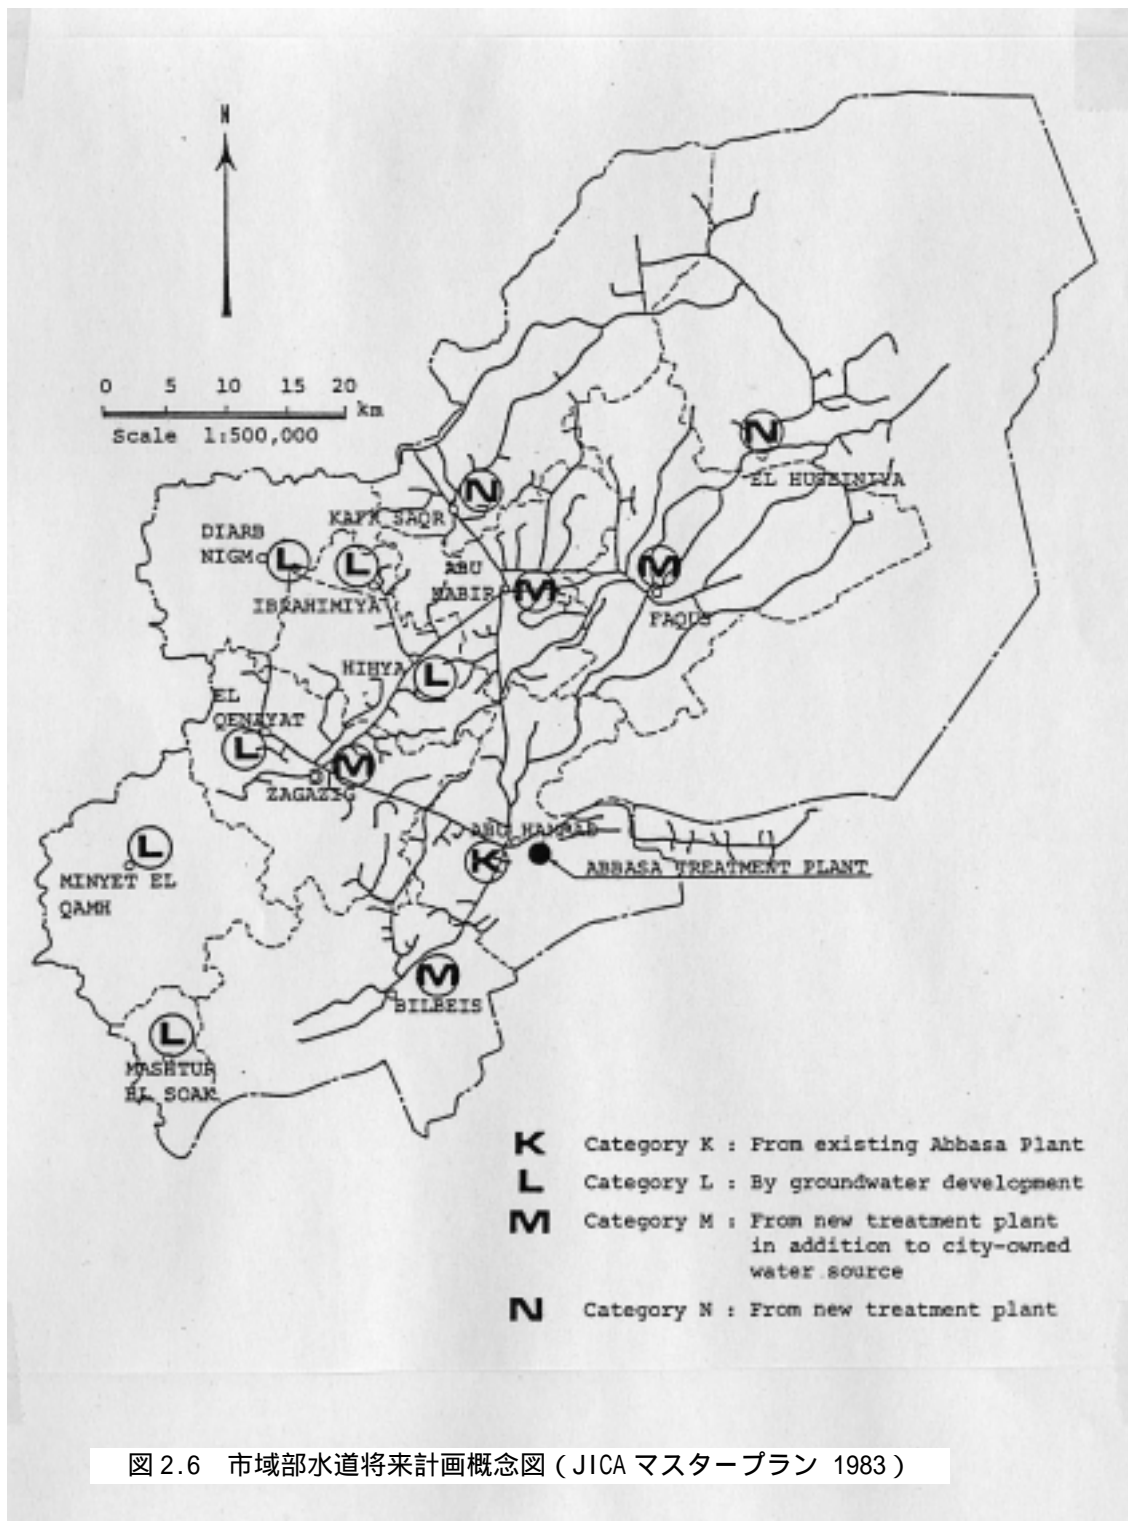 N
0 5 10 15 20
km
Scale 1:500,000
N
EL HUSEINIYA
N
KAFR SAQR
DIARB
NIGM
L
L
IBRAHIMIYA
ABU
KABIR
M
M
FAQUS
HIHYA
L
EL
QENAYAT
L
M
ZAGAZIG
ABU HAMMAD
K
ABBASA TREATMENT PLANT
L
MINYET EL
QAMH
M
BILBEIS
L
MASHTUR
EL SOAK
K Category K : From existing Abbasa Plant
L Category L : By groundwater development
M Category M : From new treatment plant
in addition to city-owned
water source
N Category N : From new treatment plant
図 2.6 市域部水道将来計画概念図 ( JICA マスタープラン 1983 )